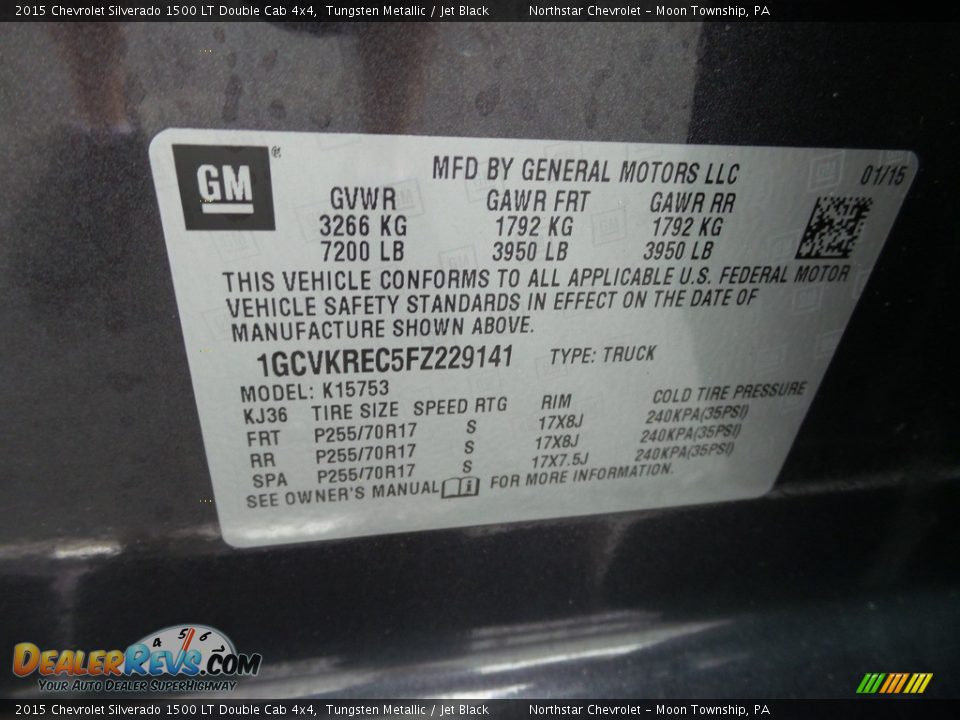 2015 Chevrolet Silverado 1500 LT Double Cab 4x4, Tungsten Metallic / Jet Black Northstar Chevrolet - Moon Township, PA
GM®
MFD BY GENERAL MOTORS LLC 01/15
GVWR GAWR FRT GAWR RR
3266 KG 1792 KG 1792 KG
7200 LB 3950 LB 3950 LB
THIS VEHICLE CONFORMS TO ALL APPLICABLE U.S. FEDERAL MOTOR
VEHICLE SAFETY STANDARDS IN EFFECT ON THE DATE OF
MANUFACTURE SHOWN ABOVE.
1GCVKREC5FZ229141 TYPE: TRUCK
MODEL: K15753
KJ36 TIRE SIZE SPEED RTG RIM COLD TIRE PRESSURE
FRT P255/70R17 S 17X8J 240KPA(35PSI)
RR P255/70R17 S 17X8J 240KPA(35PSI)
SPA P255/70R17 S 17X7.5J 240KPA(35PSI)
SEE OWNER'S MANUAL i FOR MORE INFORMATION.
4 5 6
DEALERREVS.COM
YOUR AUTO DEALER SUPERHIGHWAY
2015 Chevrolet Silverado 1500 LT Double Cab 4x4, Tungsten Metallic / Jet Black Northstar Chevrolet - Moon Township, PA